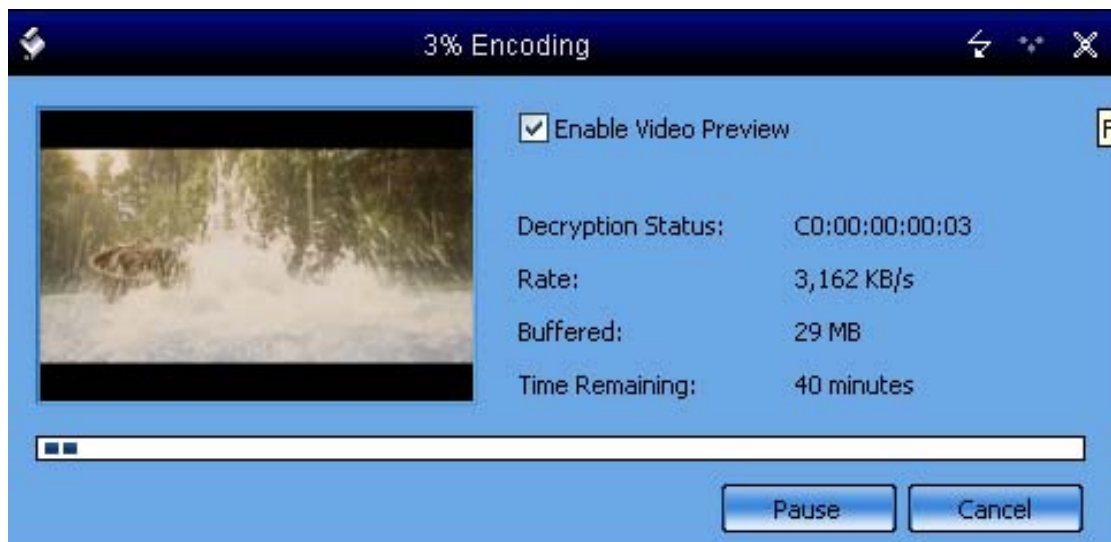 3% Encoding
Enable Video Preview
F
Decryption Status: C0:00:00:00:03
Rate: 3,162 KB/s
Buffered: 29 MB
Time Remaining: 40 minutes
Pause Cancel